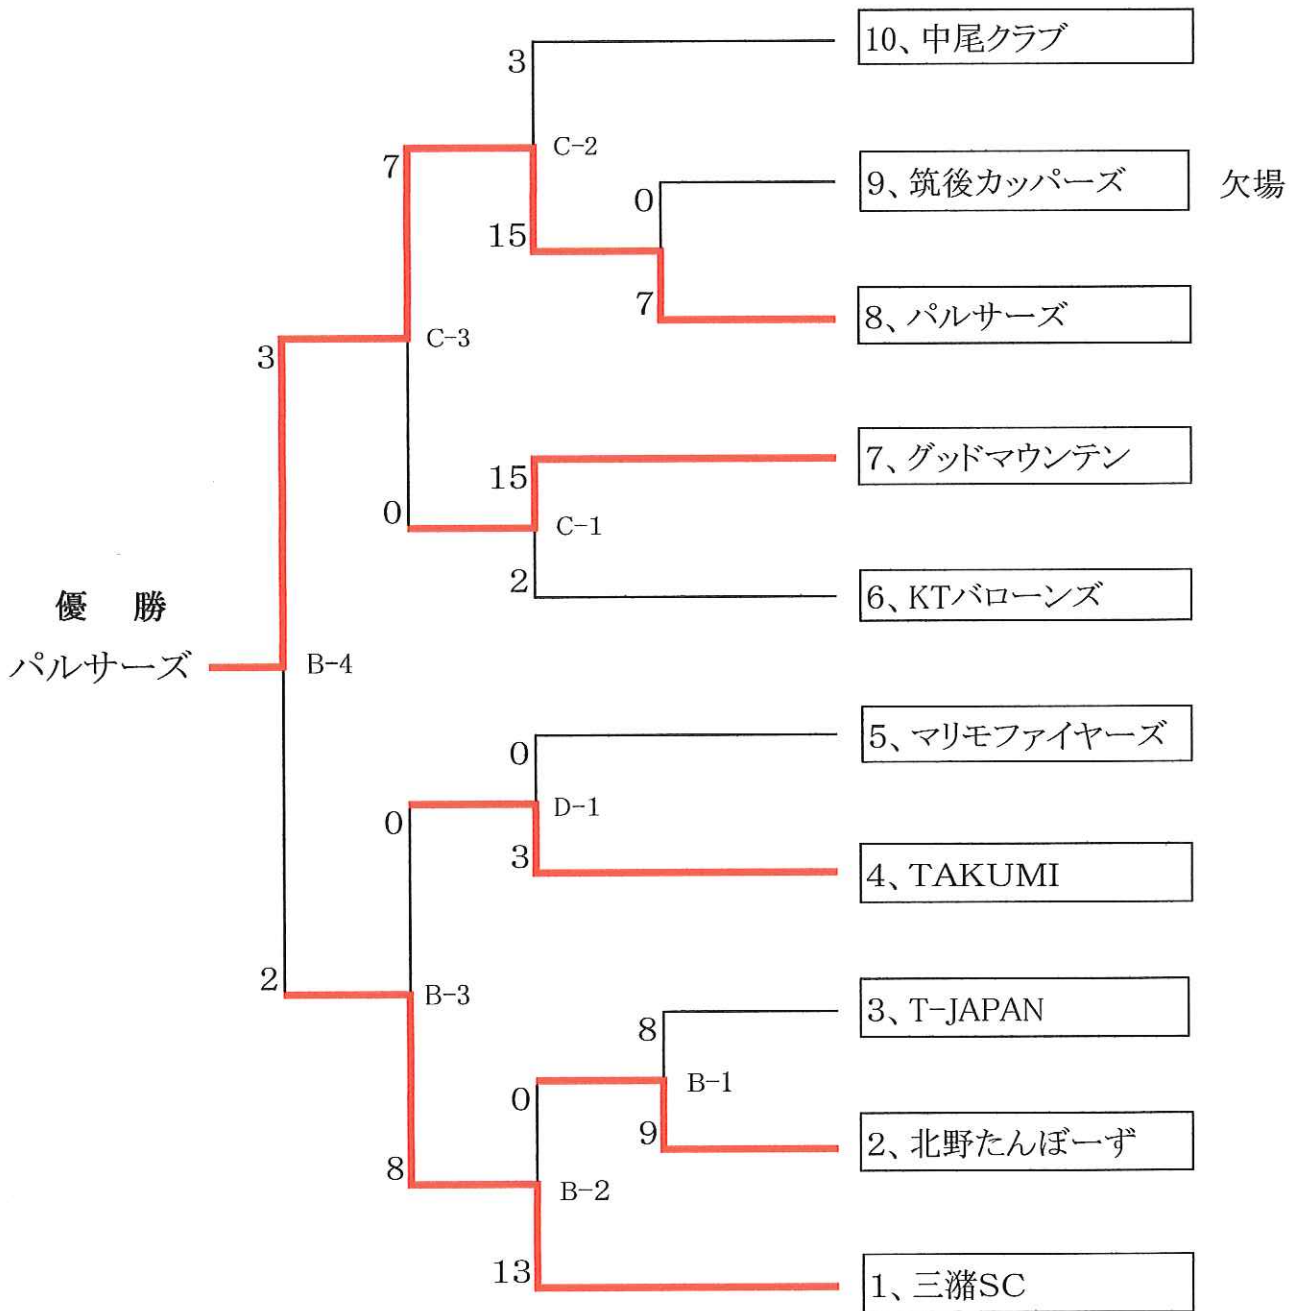 10、中尾クラブ
3
C-2
7
9、筑後カッパーズ 欠場
0
15
7
8、パルサーズ
3
C-3
7、グッドマウンテン
15
0
C-1
2
6、KTバローンズ
優 勝
パルサーズ
B-4
5、マリモファイヤーズ
0
D-1
0
3
4、TAKUMI
2
B-3
3、T-JAPAN
8
B-1
0
9
2、北野たんぼーず
8
B-2
13
1、三潴SC